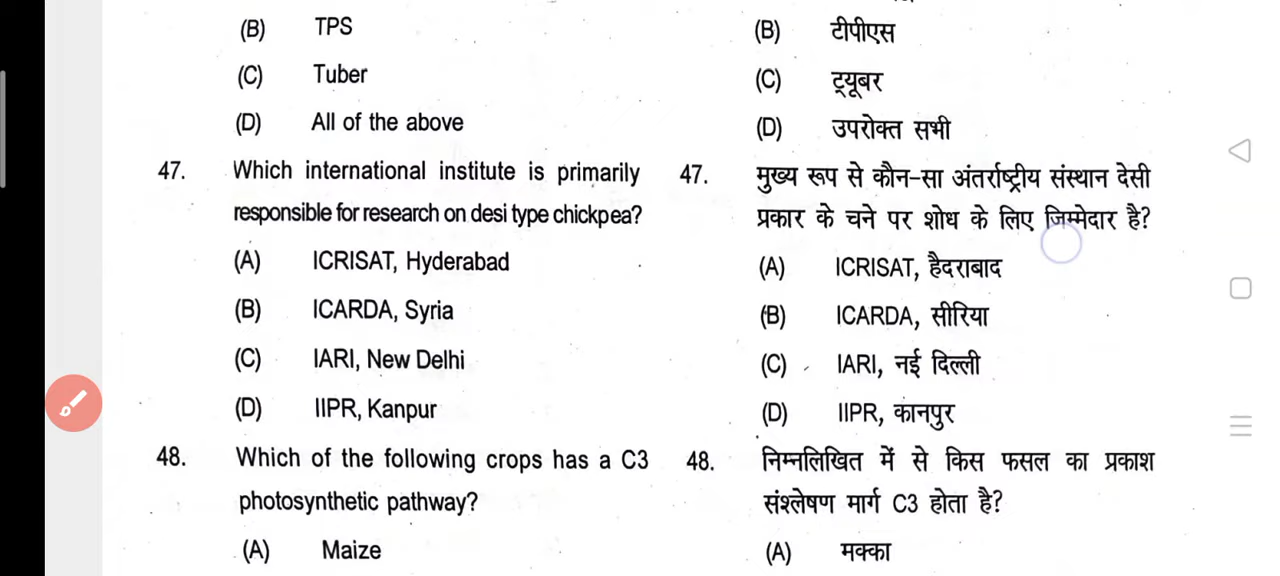 (B) TPS
(C) Tuber
(D) All of the above
47. Which international institute is primarily
responsible for research on desi type chickpea?
(A) ICRISAT, Hyderabad
(B) ICARDA, Syria
(C) IARI, New Delhi
(D) IIPR, Kanpur
48. Which of the following crops has a C3
photosynthetic pathway?
(A) Maize
(B) टीपीएस
(C) ट्यूबर
(D) उपरोक्त सभी
47. मुख्य रूप से कौन-सा अंतर्राष्ट्रीय संस्थान देसी
प्रकार के चने पर शोध के लिए जिम्मेदार है?
(A) ICRISAT, हैदराबाद
(B) ICARDA, सीरिया
(C) IARI, नई दिल्ली
(D) IIPR, कानपुर
48. निम्नलिखित में से किस फसल का प्रकाश
संश्लेषण मार्ग C3 होता है?
(A) मक्का